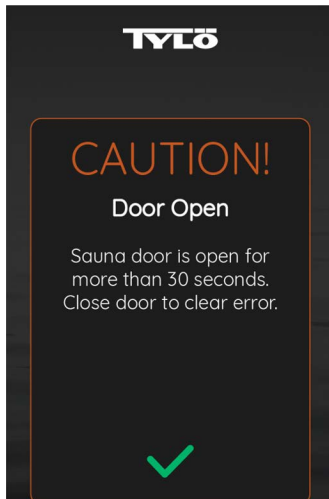 TYLÖ
CAUTION!
Door Open
Sauna door is open for
more than 30 seconds.
Close door to clear error.